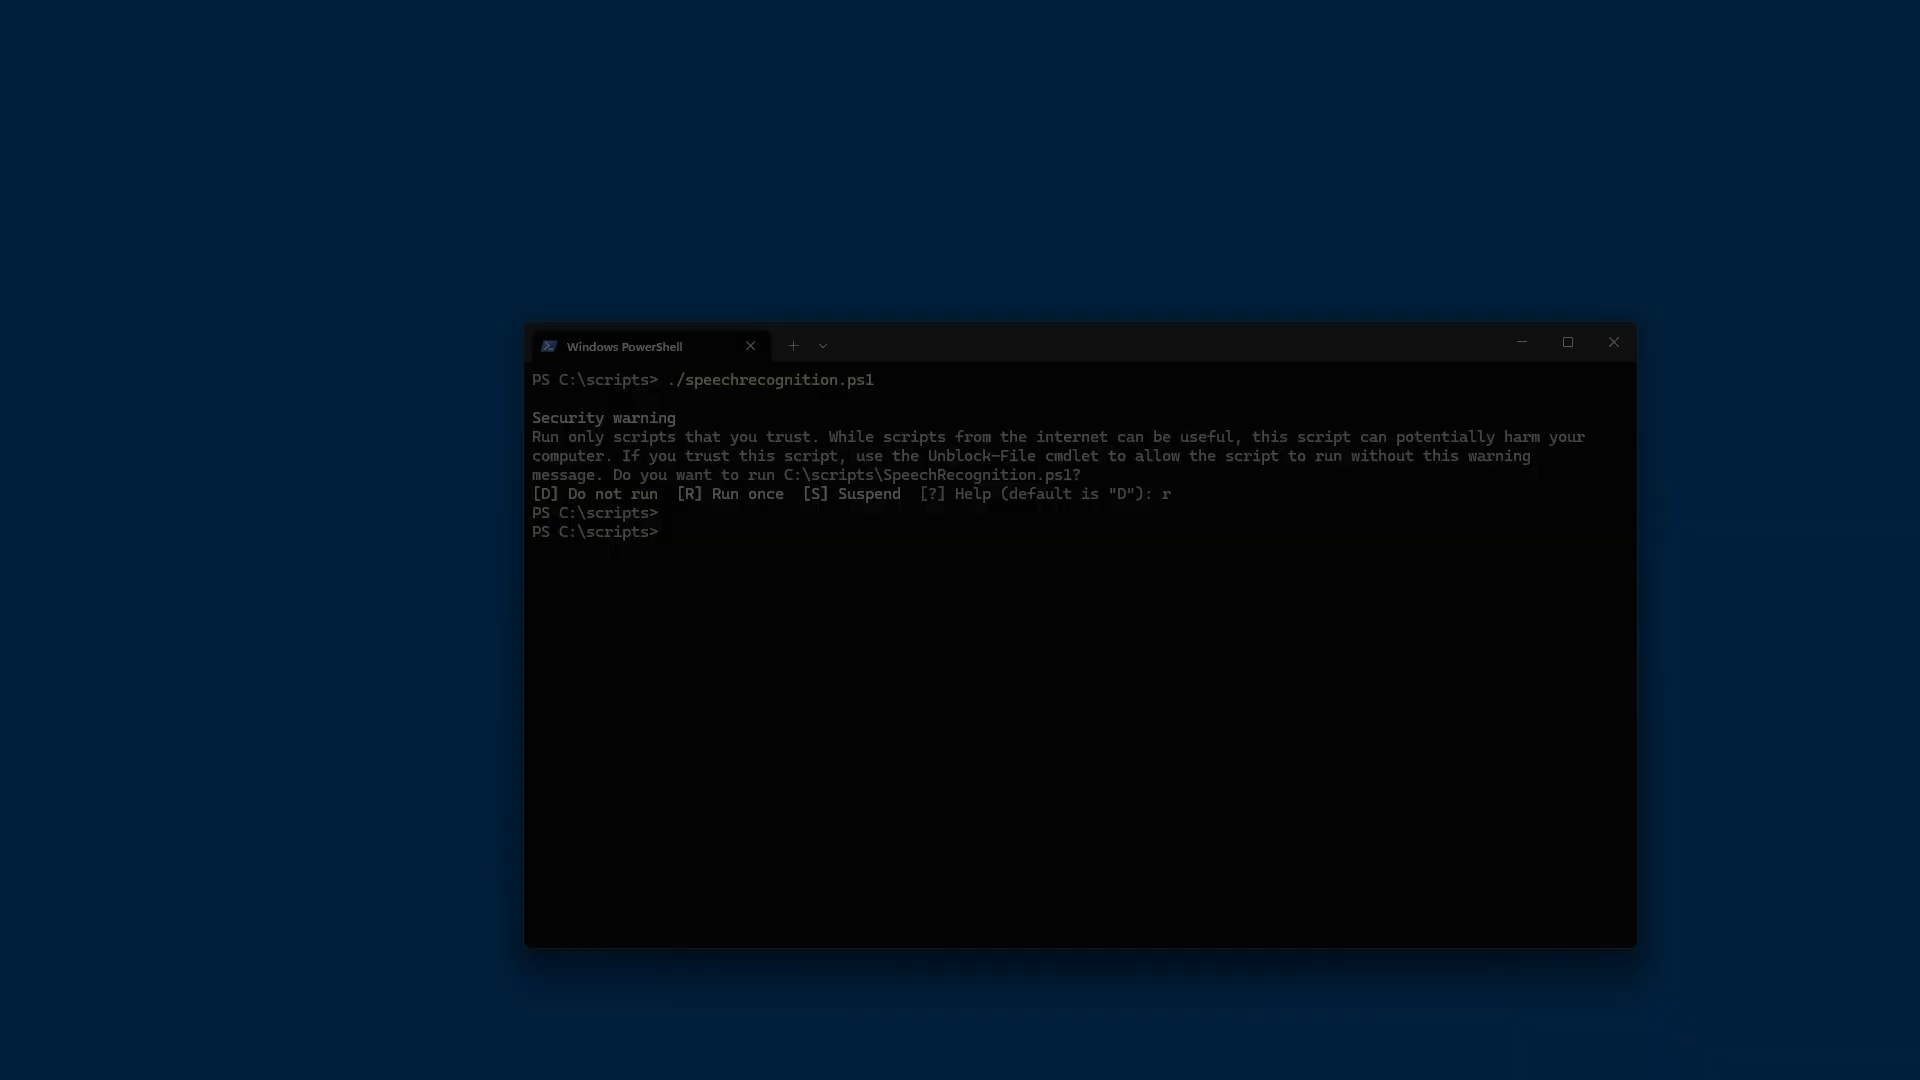 Windows PowerShell
PS C:\scripts> ./speechrecognition.ps1
Security warning
Run only scripts that you trust. While scripts from the internet can be useful, this script can potentially harm your
computer. If you trust this script, use the Unblock-File cmdlet to allow the script to run without this warning
message. Do you want to run C:\scripts\SpeechRecognition.ps1?
[D] Do not run  [R] Run once  [S] Suspend  [?] Help (default is "D"): r
PS C:\scripts>
PS C:\scripts>